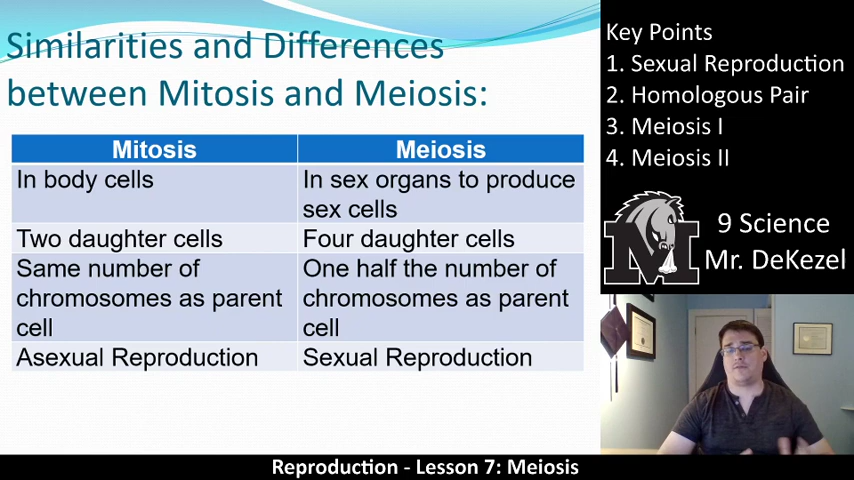 Similarities and Differences
between Mitosis and Meiosis:
Mitosis
Meiosis
In body cells
In sex organs to produce
sex cells
Two daughter cells
Four daughter cells
Same number of
chromosomes as parent
cell
One half the number of
chromosomes as parent
cell
Asexual Reproduction
Sexual Reproduction
Key Points
1. Sexual Reproduction
2. Homologous Pair
3. Meiosis I
4. Meiosis II
M
9 Science
Mr. DeKezel
Reproduction - Lesson 7: Meiosis